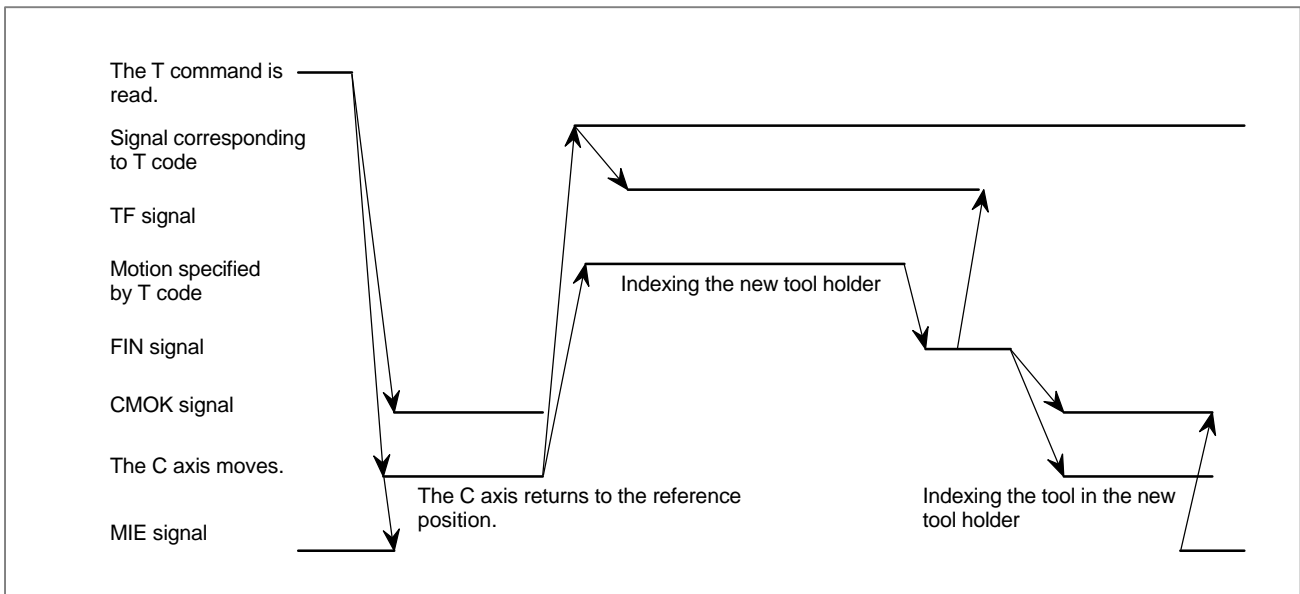 The T command is
read.
Signal corresponding
to T code
TF signal
Motion specified
by T code
Indexing the new tool holder
FIN signal
CMOK signal
The C axis moves.
The C axis returns to the reference
position.
Indexing the tool in the new
tool holder
MIE signal